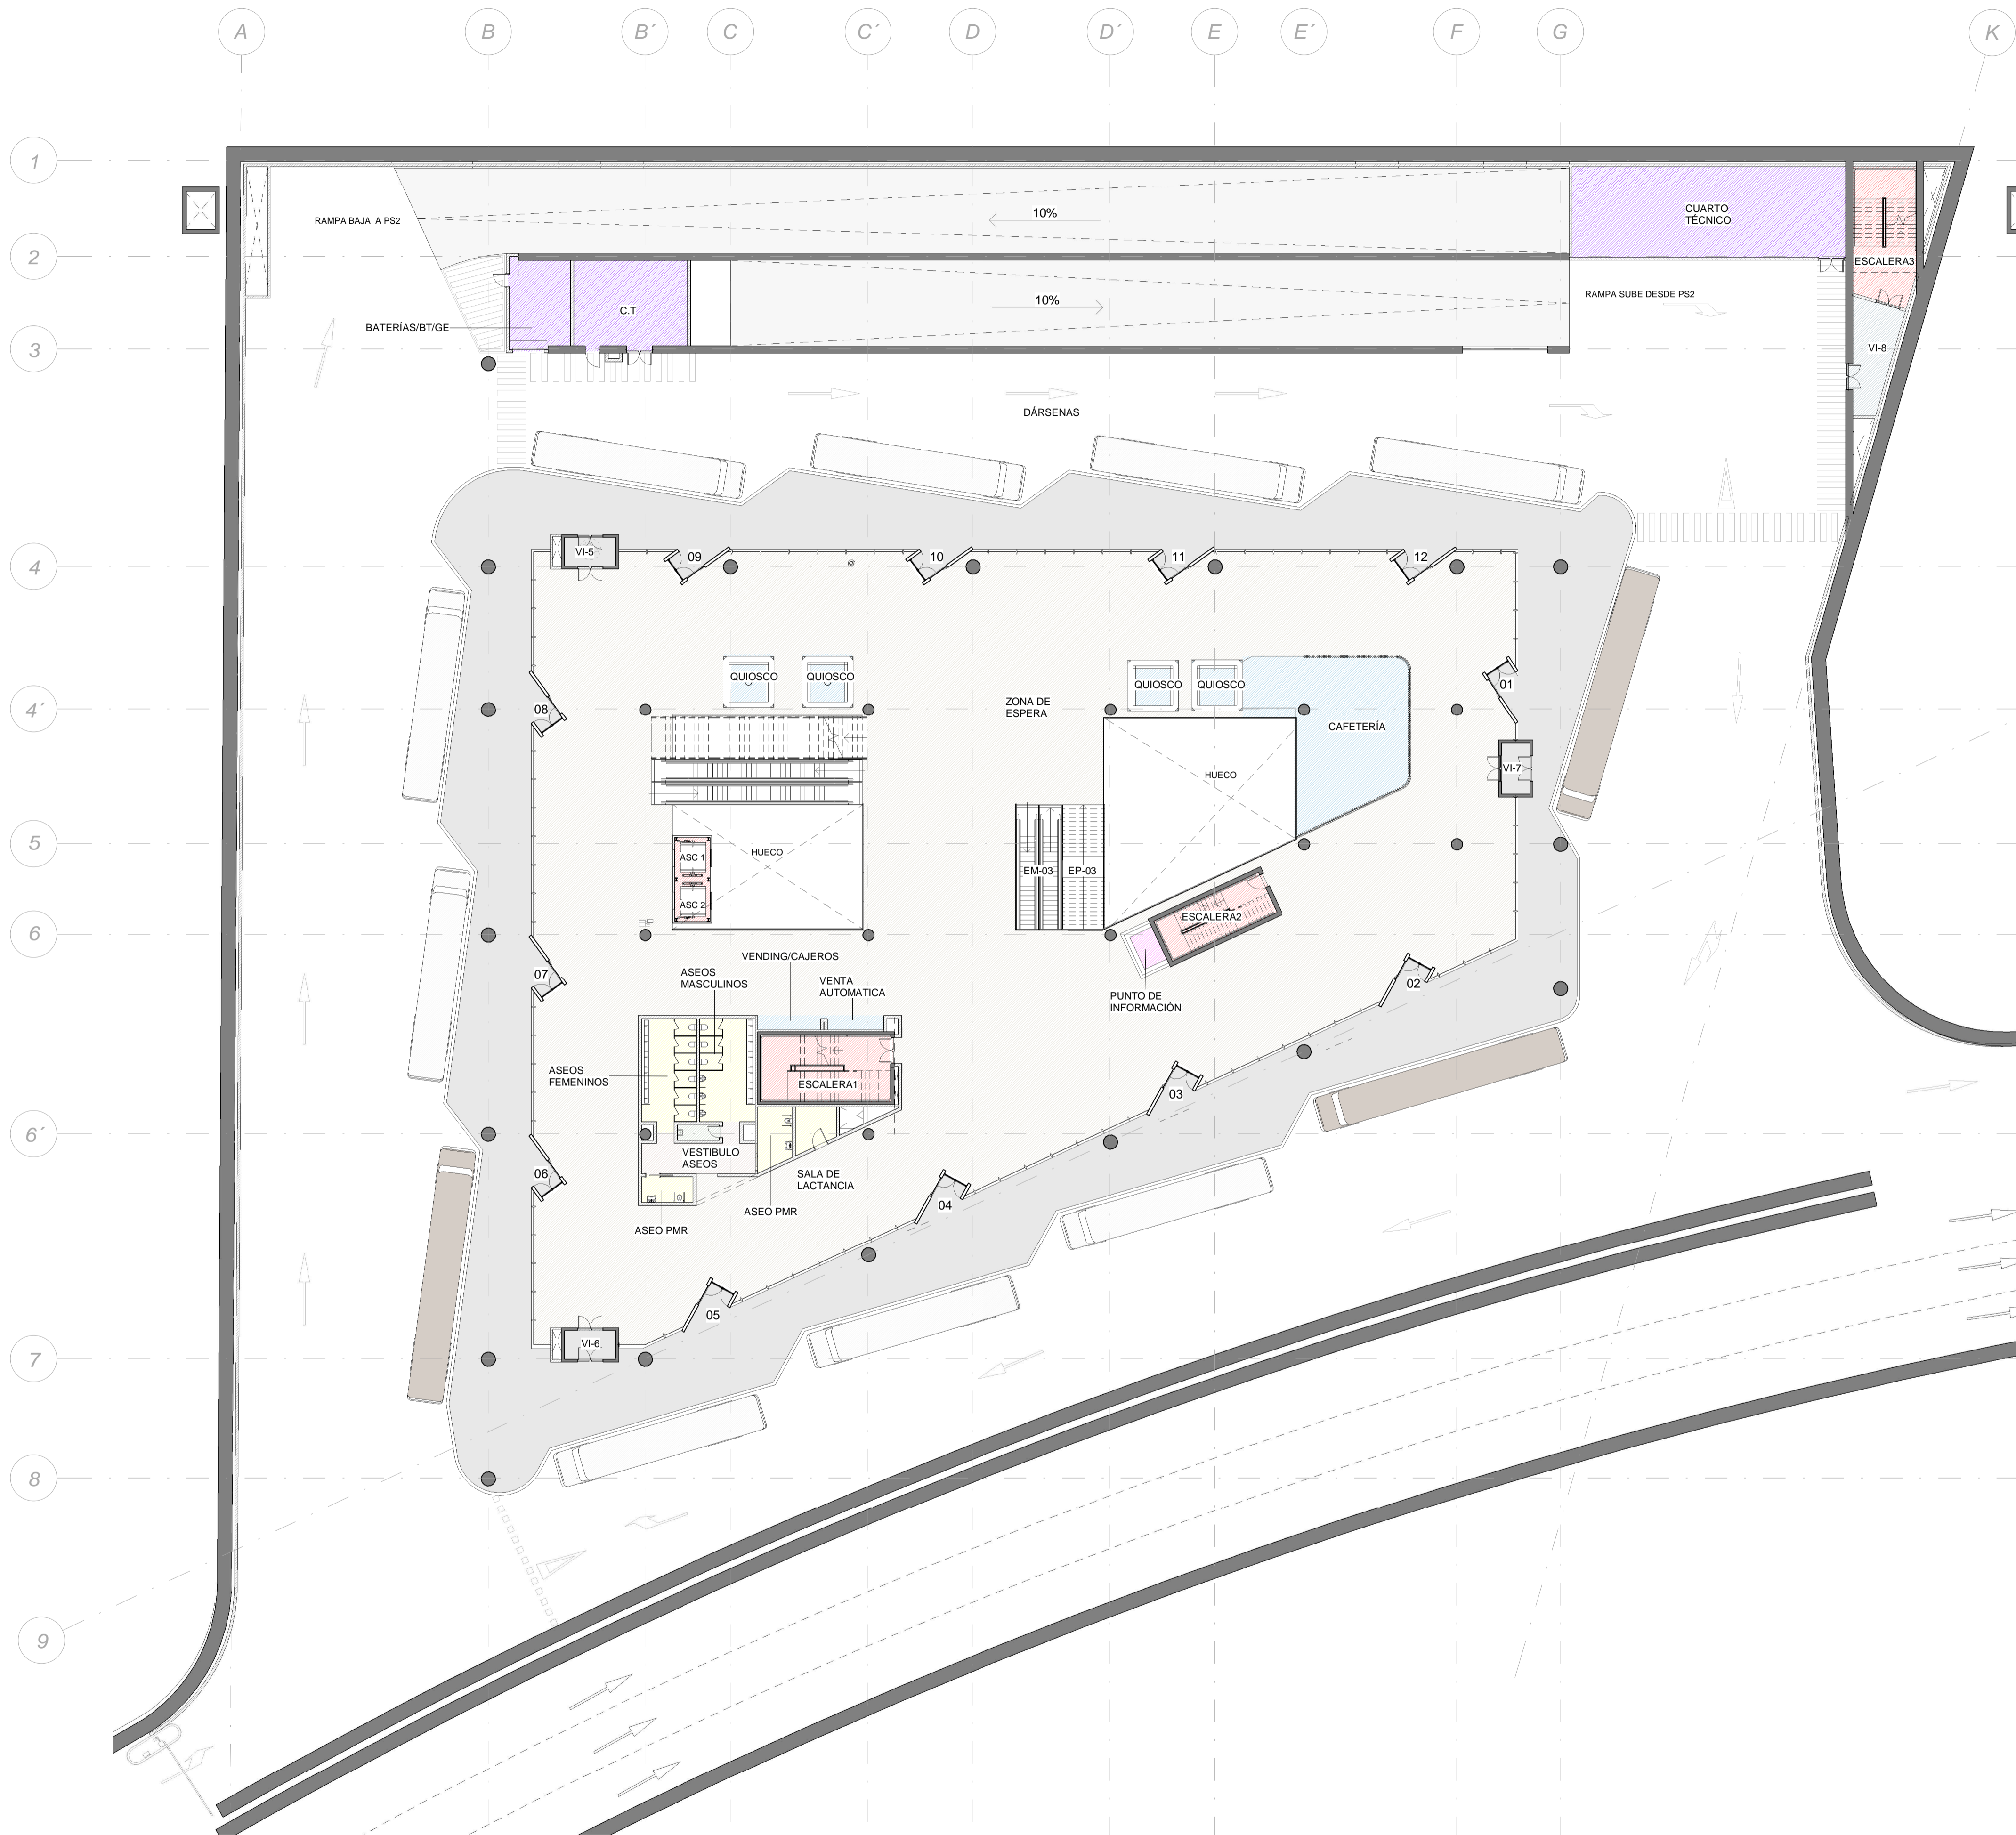 A
B
B´
C
C´
D
D´
E
E´
F
G
K
1
RAMPA BAJA A PS2
10%
CUARTO
TÉCNICO
2
ESCALERA3
10%
RAMPA SUBE DESDE PS2
BATERÍAS/BT/GE
C.T
3
VI-8
DÁRSENAS
4
VI-5
09
10
11
12
QUIOSCO
QUIOSCO
QUIOSCO
QUIOSCO
01
4´
08
ZONA DE
ESPERA
CAFETERÍA
HUECO
VI-7
5
ASC 1
HUECO
EM-03
EP-03
ASC 2
ESCALERA2
6
VENDING/CAJEROS
07
ASEOS
MASCULINOS
VENTA
AUTOMATICA
02
PUNTO DE
INFORMACIÒN
ASEOS
FEMENINOS
ESCALERA1
03
6´
VESTIBULO
ASEOS
06
SALA DE
LACTANCIA
04
ASEO PMR
ASEO PMR
05
VI-6
7
8
9